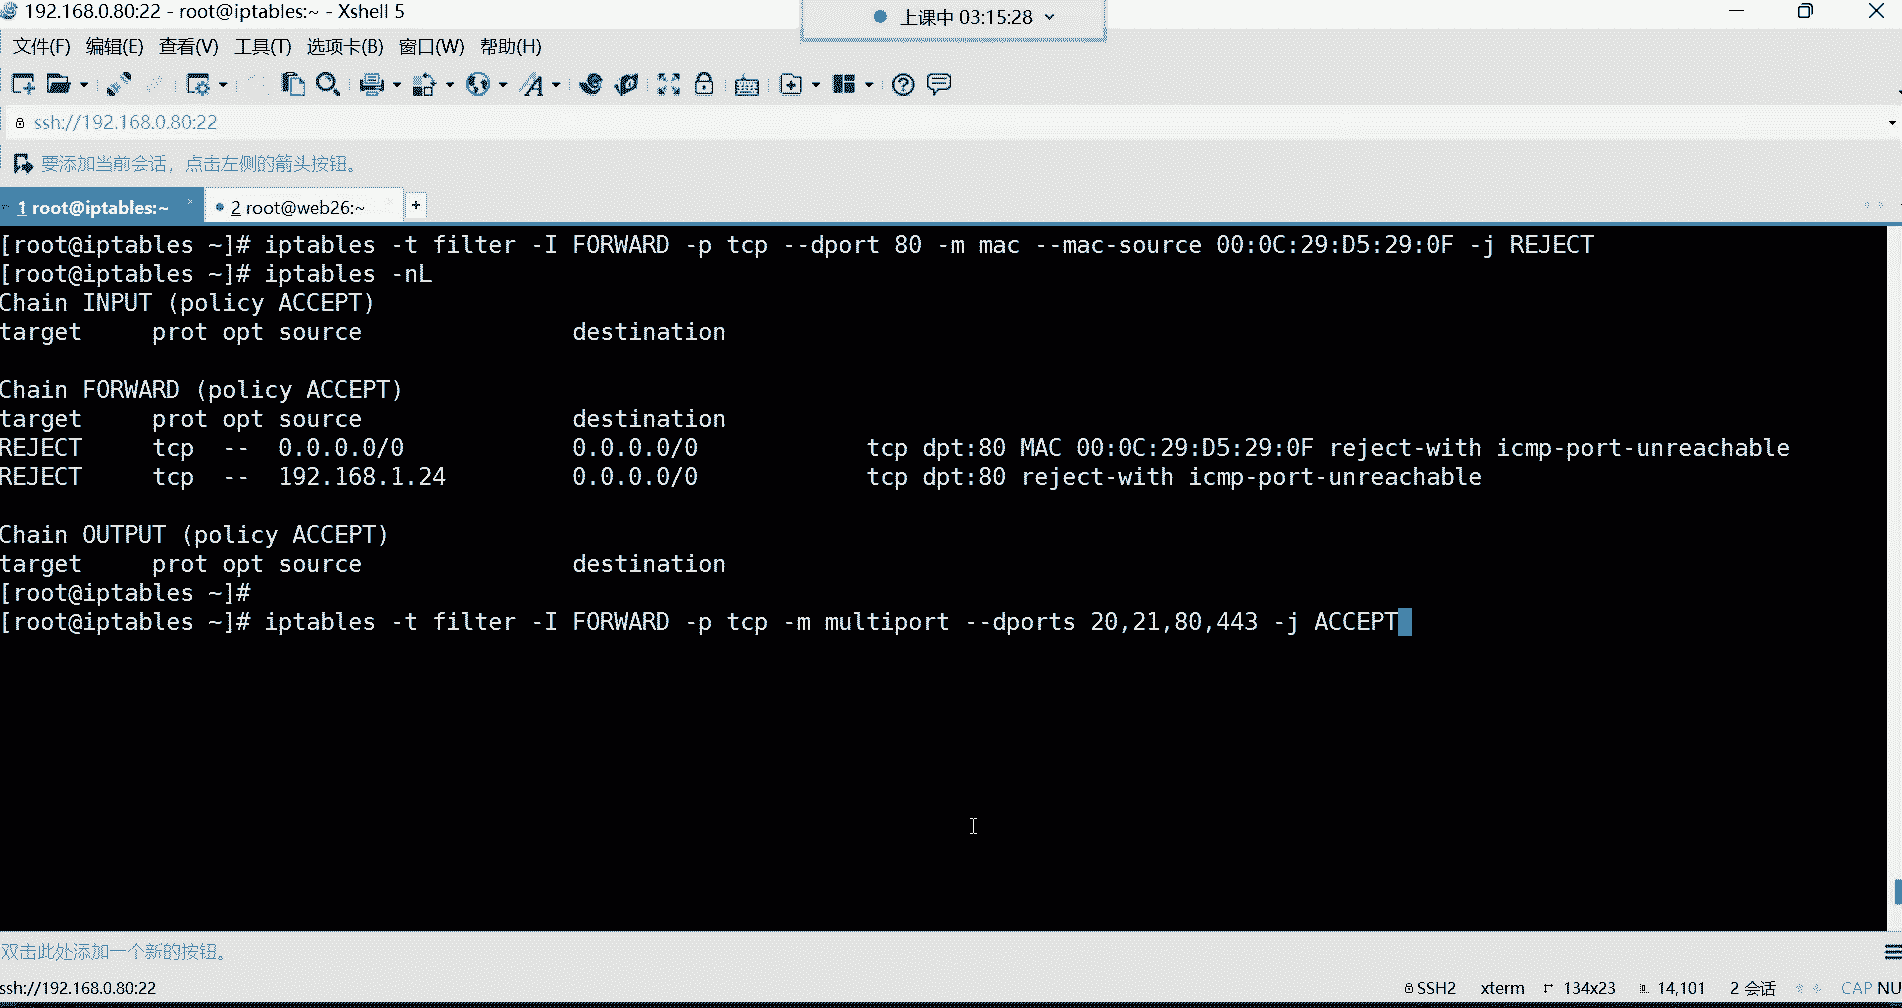 192.168.0.80:22 - root@iptables:~ - Xshell 5
上课中 03:15:28
文件(F) 编辑(E) 查看(V) 工具(T) 选项卡(B) 窗口(W) 帮助(H)
ssh://192.168.0.80:22
要添加当前会话，点击左侧的箭头按钮。
1 root@iptables:~ 2 root@web26:~ +
[root@iptables ~]# iptables -t filter -I FORWARD -p tcp --dport 80 -m mac --mac-source 00:0C:29:D5:29:0F -j REJECT
[root@iptables ~]# iptables -nL
Chain INPUT (policy ACCEPT)
target     prot opt source               destination
Chain FORWARD (policy ACCEPT)
target     prot opt source               destination
REJECT     tcp  --  0.0.0.0/0            0.0.0.0/0            tcp dpt:80 MAC 00:0C:29:D5:29:0F reject-with icmp-port-unreachable
REJECT     tcp  --  192.168.1.24         0.0.0.0/0            tcp dpt:80 reject-with icmp-port-unreachable
Chain OUTPUT (policy ACCEPT)
target     prot opt source               destination
[root@iptables ~]#
[root@iptables ~]# iptables -t filter -I FORWARD -p tcp -m multiport --dports 20,21,80,443 -j ACCEPT
双击此处添加一个新的按钮。
ssh://192.168.0.80:22 SSH2 xterm 134x23 14,101 2 会话 CAP NU